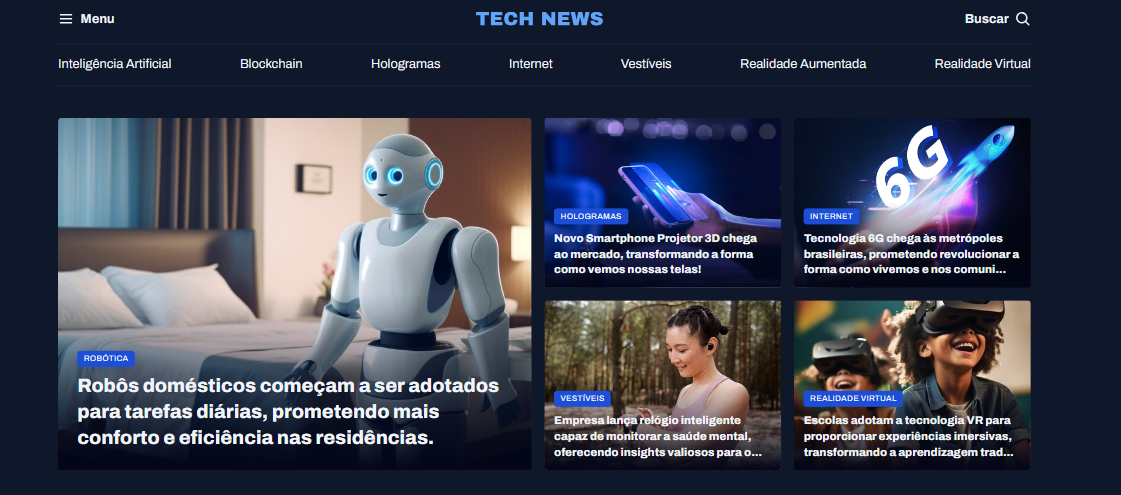 Menu
TECH NEWS
Buscar
Inteligência Artificial
Blockchain
Hologramas
Internet
Vestíveis
Realidade Aumentada
Realidade Virtual
ROBÓTICA
Robôs domésticos começam a ser adotados
para tarefas diárias, prometendo mais
conforto e eficiência nas residências.
HOLOGRAMAS
Novo Smartphone Projetor 3D chega
ao mercado, transformando a forma
como vemos nossas telas!
6G
INTERNET
Tecnologia 6G chega às metrópoles
brasileiras, prometendo revolucionar a
forma como vivemos e nos comuni...
VESTÍVEIS
Empresa lança relógio inteligente
capaz de monitorar a saúde mental,
oferecendo insights valiosos para o...
REALIDADE VIRTUAL
Escolas adotam a tecnologia VR para
proporcionar experiências imersivas,
transformando a aprendizagem trad...